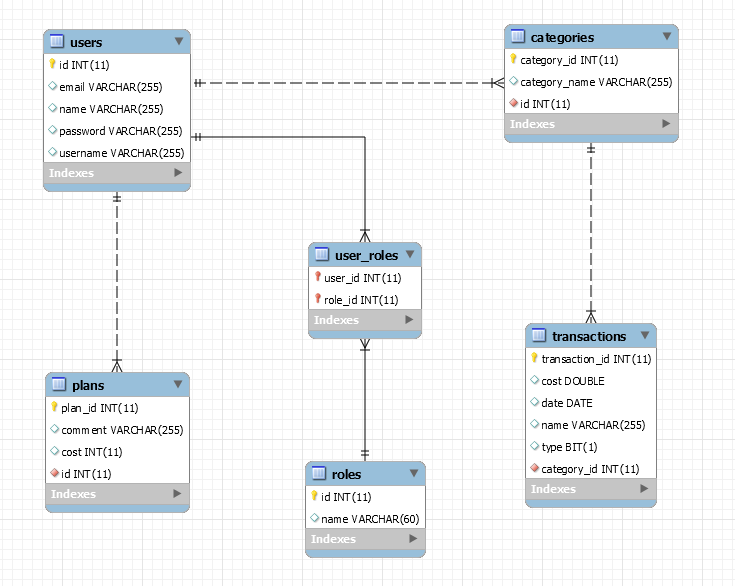 users
id INT(11)
email VARCHAR(255)
name VARCHAR(255)
password VARCHAR(255)
username VARCHAR(255)
Indexes
categories
category_id INT(11)
category_name VARCHAR(255)
id INT(11)
Indexes
user_roles
user_id INT(11)
role_id INT(11)
Indexes
plans
plan_id INT(11)
comment VARCHAR(255)
cost INT(11)
id INT(11)
Indexes
roles
id INT(11)
name VARCHAR(60)
Indexes
transactions
transaction_id INT(11)
cost DOUBLE
date DATE
name VARCHAR(255)
type BIT(1)
category_id INT(11)
Indexes